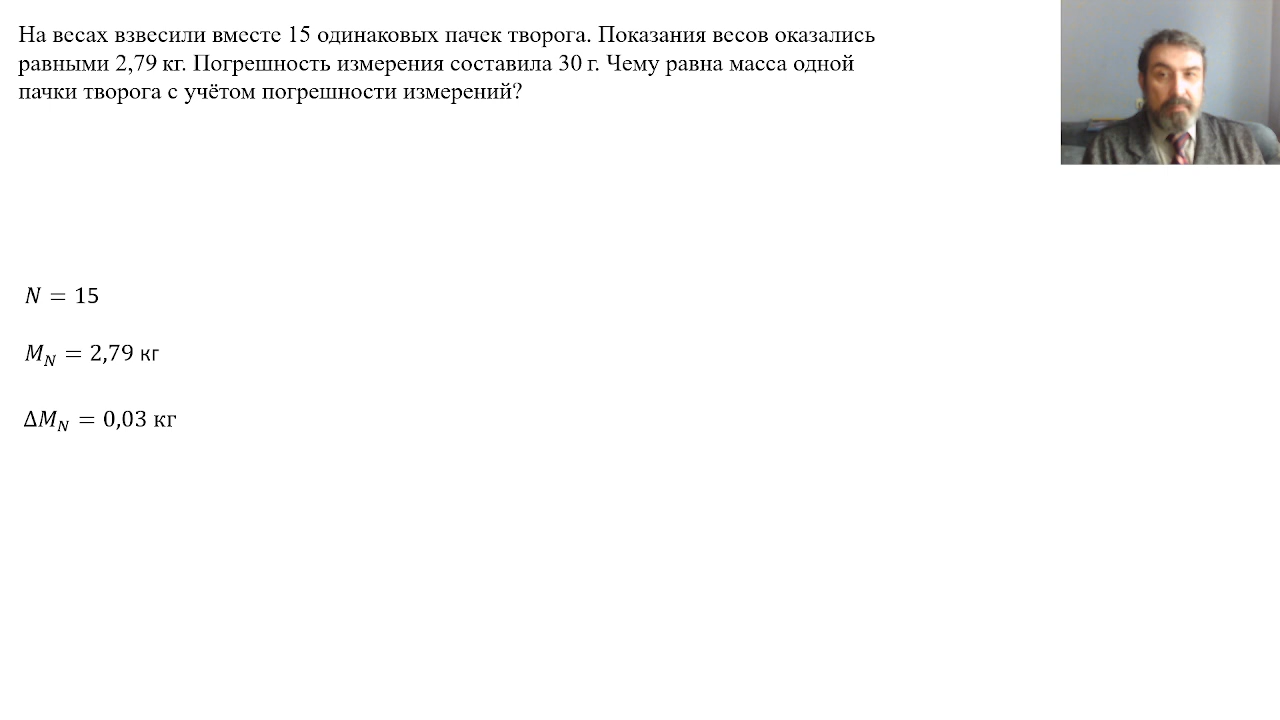 На весах взвесили вместе 15 одинаковых пачек творога. Показания весов оказались
равными 2,79 кг. Погрешность измерения составила 30 г. Чему равна масса одной
пачки творога с учётом погрешности измерений?
N = 15
M_N = 2,79 кг
ΔM_N = 0,03 кг